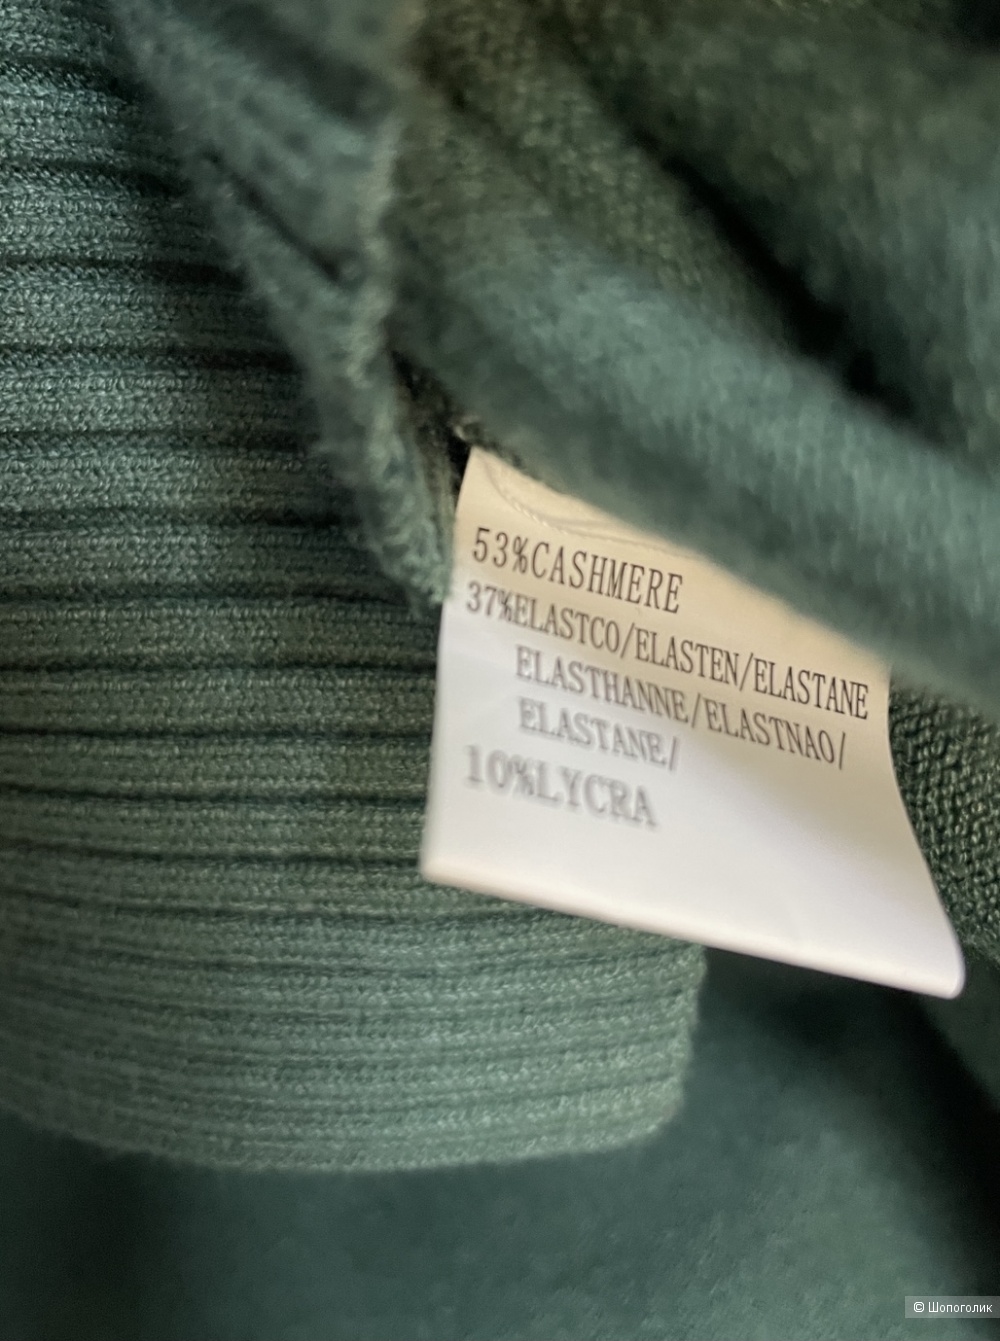 53%CASHMERE
37%ELASTCO/ELASTEN/ELASTANE
ELASTHANNE/ELASTNAO/
ELASTANE/
10%LYCRA
© Шопоголик